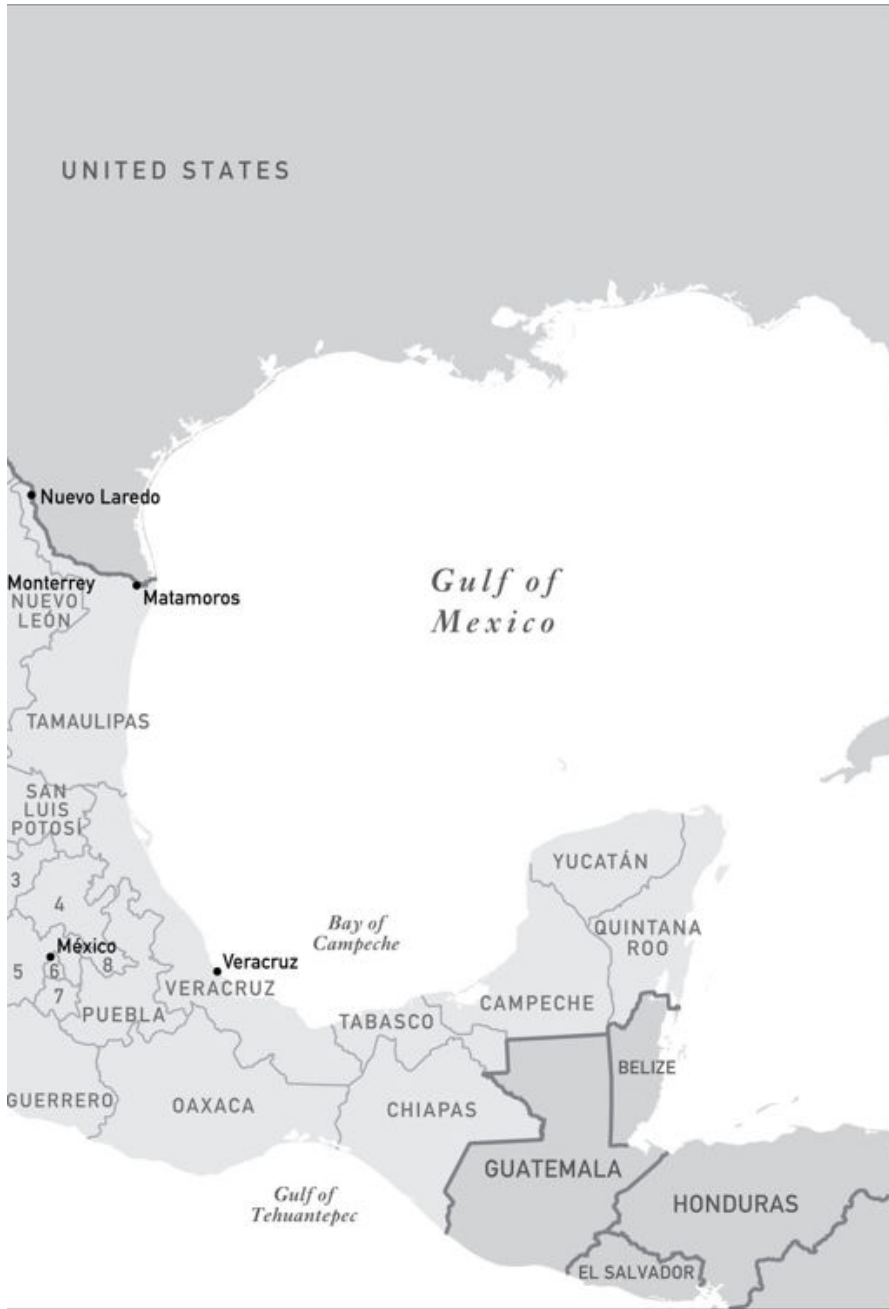 UNITED STATES
Nuevo Laredo
Monterrey
NUEVO
LEÓN
Matamoros
Gulf of
Mexico
TAMAULIPAS
SAN
LUIS
POTOSÍ
3
4
YUCATÁN
Bay of
Campeche
QUINTANA
ROO
México
Veracruz
5
6
8
7
VERACRUZ
CAMPECHE
PUEBLA
TABASCO
BELIZE
GUERRERO
OAXACA
CHIAPAS
GUATEMALA
Gulf of
Tehuantepec
HONDURAS
EL SALVADOR